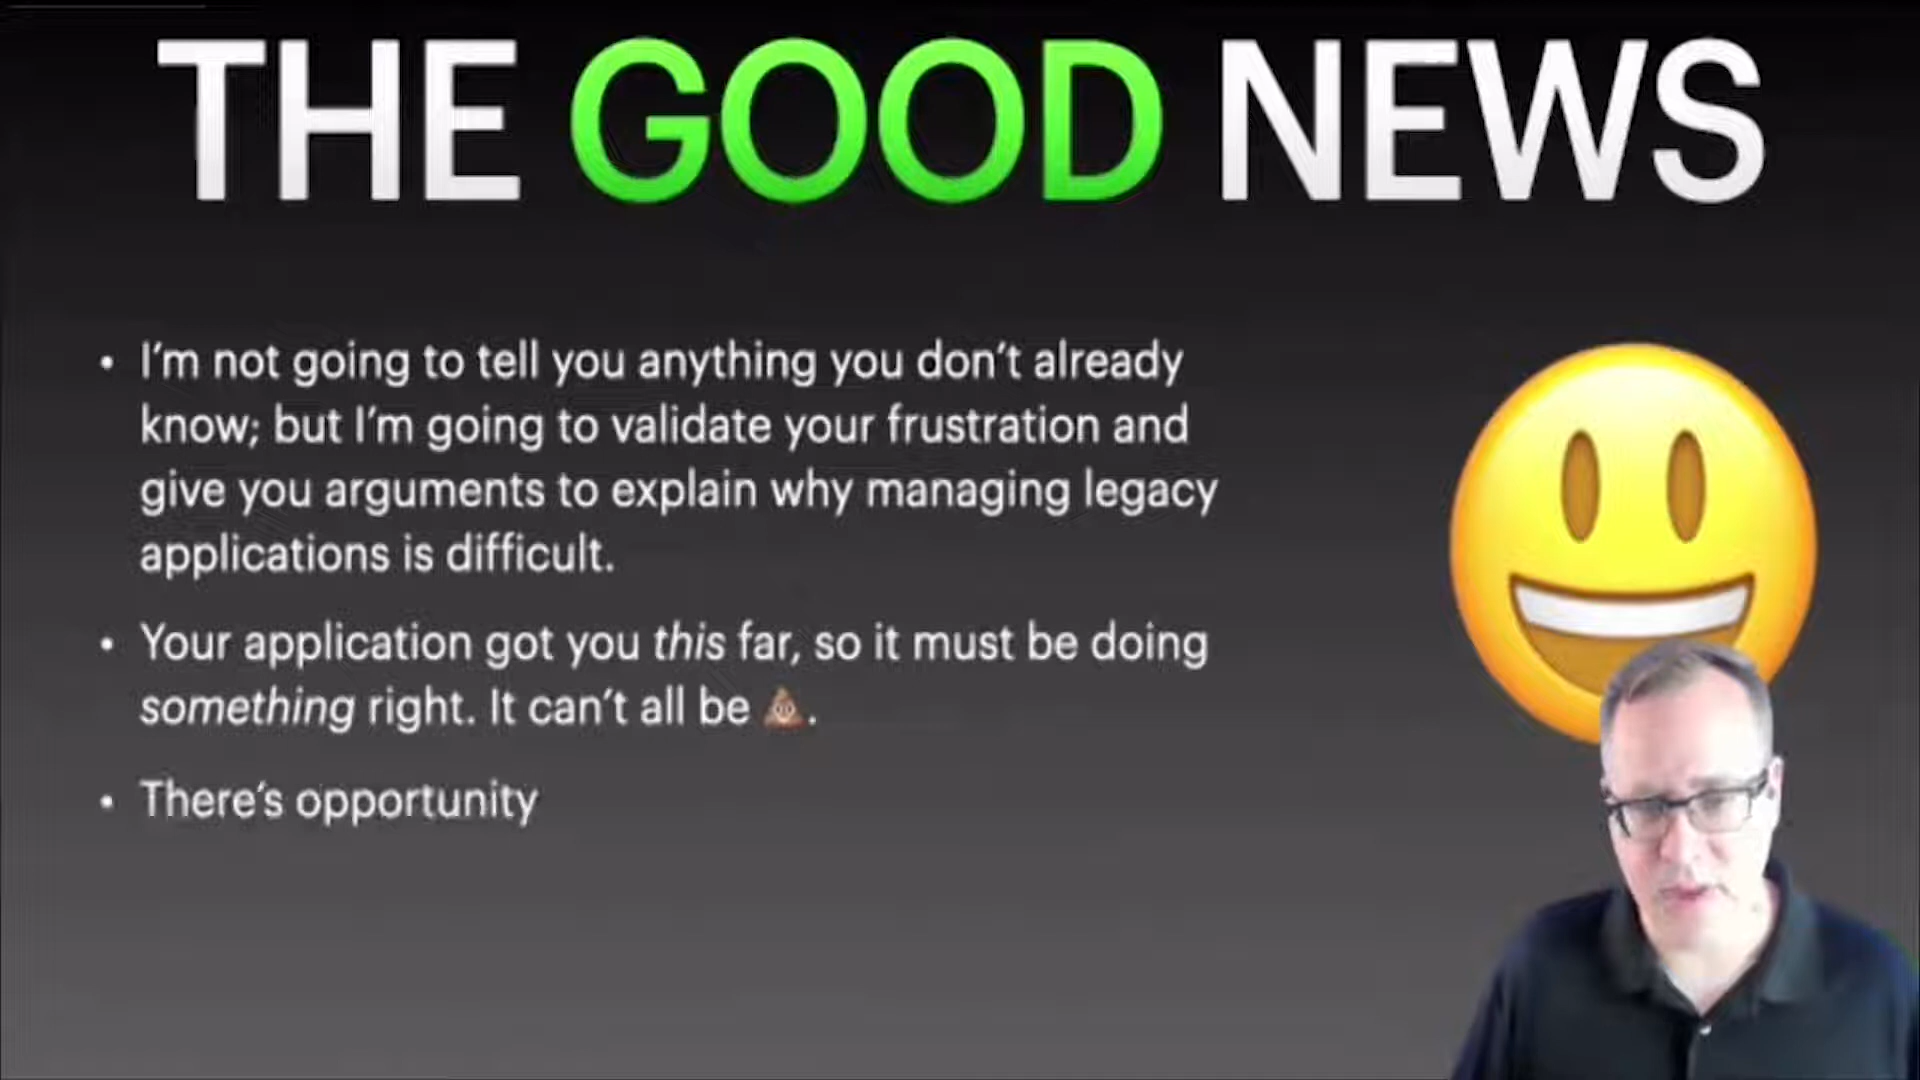 THE GOOD NEWS
• I'm not going to tell you anything you don't already
know; but I'm going to validate your frustration and
give you arguments to explain why managing legacy
applications is difficult.
• Your application got you this far, so it must be doing
something right. It can't all be 💩.
• There's opportunity